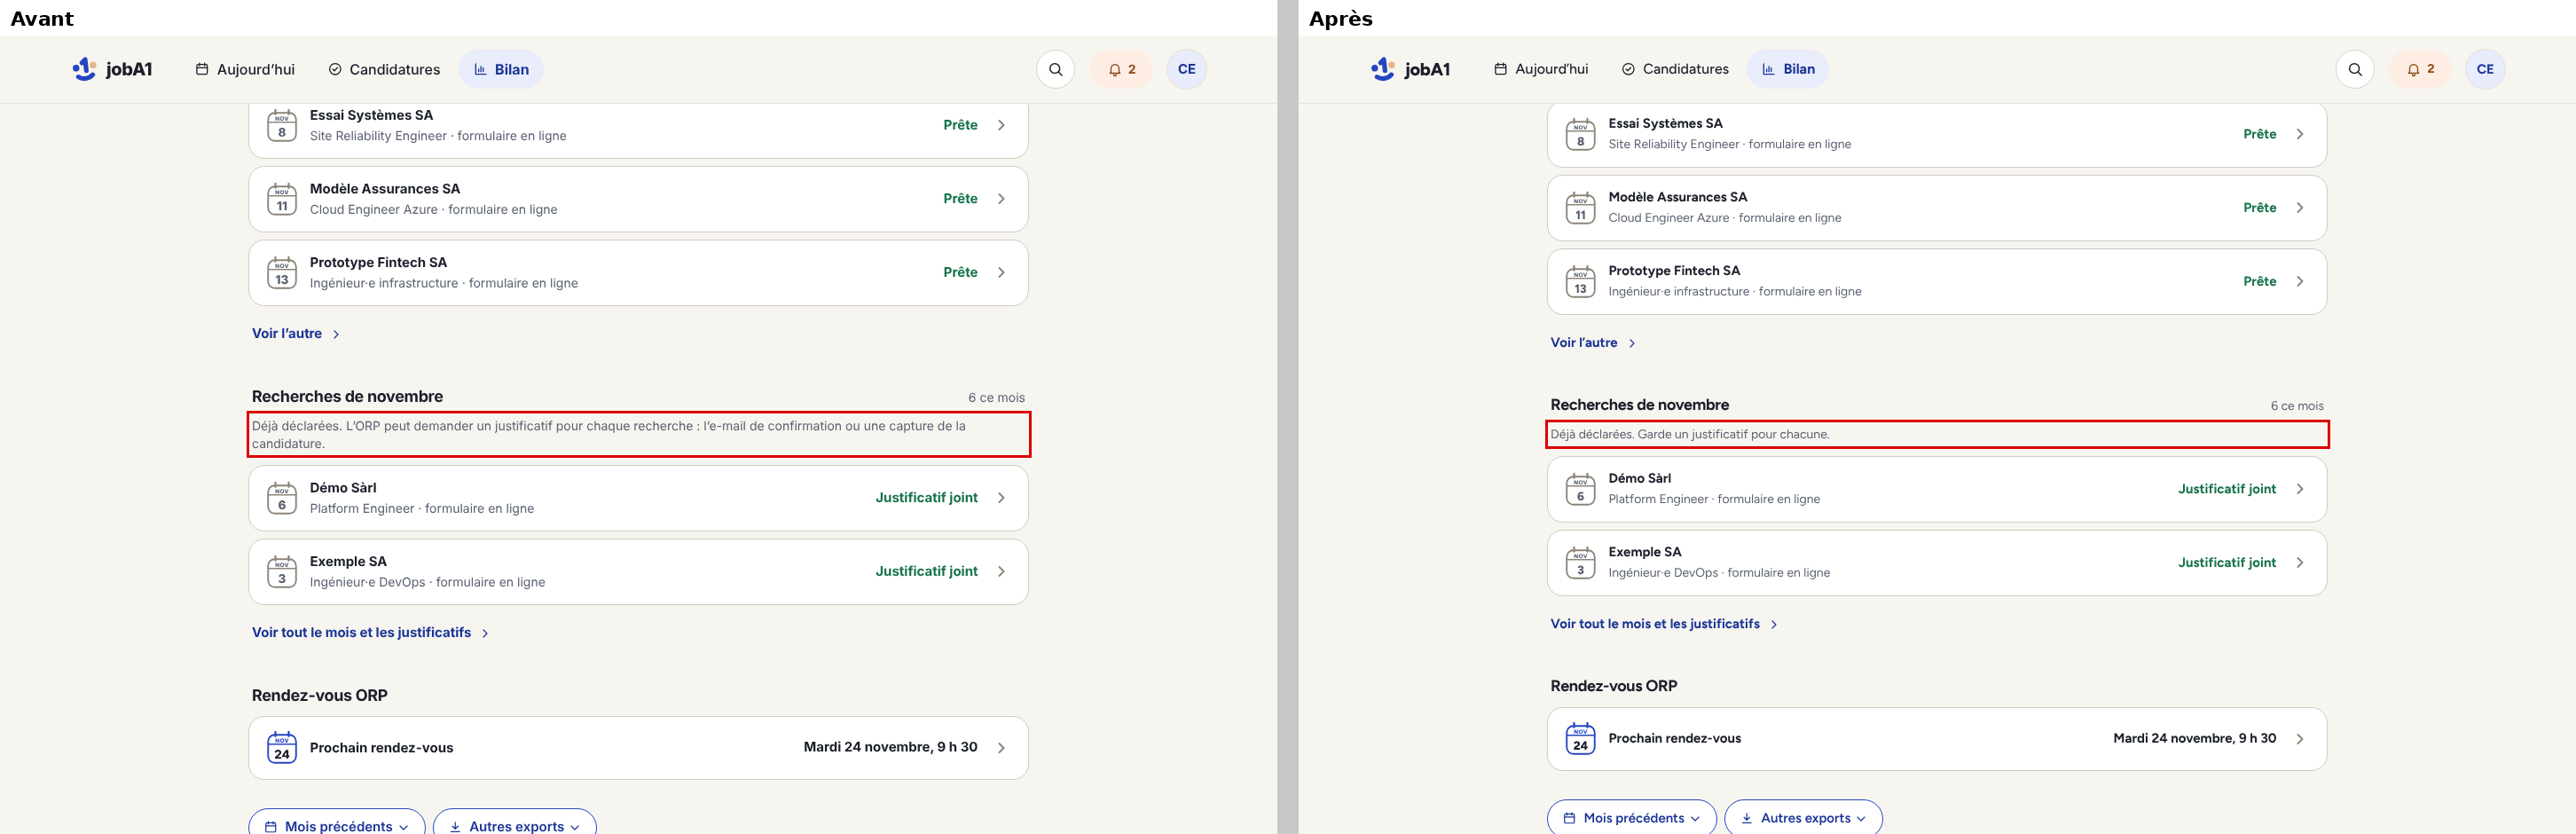 Avant
jobA1
Aujourd'hui
Candidatures
Bilan
2
CE
NOV
8
Essai Systèmes SA
Site Reliability Engineer · formulaire en ligne
Prête
NOV
11
Modèle Assurances SA
Cloud Engineer Azure · formulaire en ligne
Prête
NOV
13
Prototype Fintech SA
Ingénieur·e infrastructure · formulaire en ligne
Prête
Voir l'autre
Recherches de novembre
6 ce mois
Déjà déclarées. L'ORP peut demander un justificatif pour chaque recherche : l'e-mail de confirmation ou une capture de la
candidature.
NOV
6
Démo Sàrl
Platform Engineer · formulaire en ligne
Justificatif joint
NOV
3
Exemple SA
Ingénieur·e DevOps · formulaire en ligne
Justificatif joint
Voir tout le mois et les justificatifs
Rendez-vous ORP
NOV
24
Prochain rendez-vous
Mardi 24 novembre, 9 h 30
Mois précédents
Autres exports
Après
jobA1
Aujourd'hui
Candidatures
Bilan
2
CE
NOV
8
Essai Systèmes SA
Site Reliability Engineer · formulaire en ligne
Prête
NOV
11
Modèle Assurances SA
Cloud Engineer Azure · formulaire en ligne
Prête
NOV
13
Prototype Fintech SA
Ingénieur·e infrastructure · formulaire en ligne
Prête
Voir l'autre
Recherches de novembre
6 ce mois
Déjà déclarées. Garde un justificatif pour chacune.
NOV
6
Démo Sàrl
Platform Engineer · formulaire en ligne
Justificatif joint
NOV
3
Exemple SA
Ingénieur·e DevOps · formulaire en ligne
Justificatif joint
Voir tout le mois et les justificatifs
Rendez-vous ORP
NOV
24
Prochain rendez-vous
Mardi 24 novembre, 9 h 30
Mois précédents
Autres exports